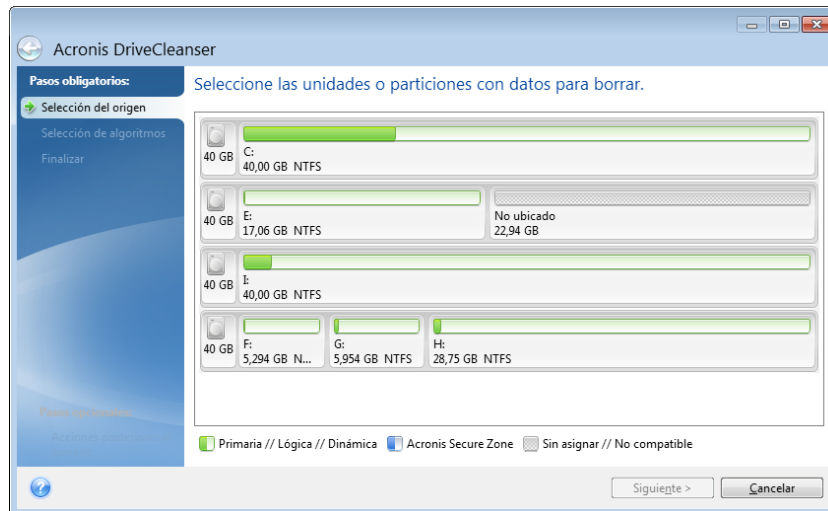 Acronis DriveCleanser
Pasos obligatorios:
Selección del origen
Selección de algoritmos
Finalizar
Seleccione las unidades o particiones con datos para borrar.
40 GB
C:
40,00 GB NTFS
40 GB
E:
17,06 GB NTFS
No ubicado
22,94 GB
40 GB
I:
40,00 GB NTFS
40 GB
F:
5,294 GB N...
G:
5,954 GB NTFS
H:
28,75 GB NTFS
Primaria // Lógica // Dinámica
Acronis Secure Zone
Sin asignar // No compatible
Siguiente >
Cancelar